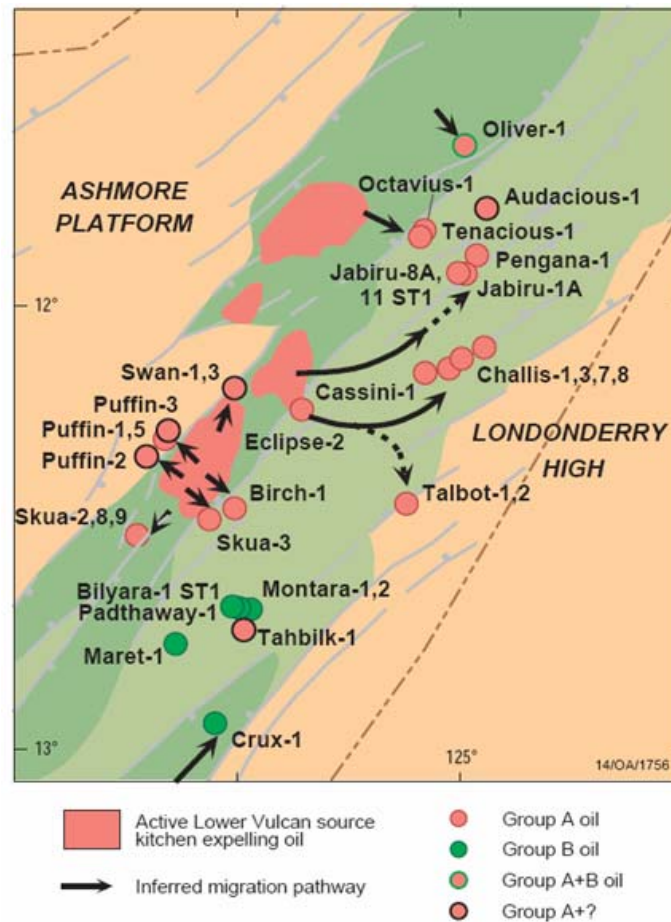 Oliver-1
Octavius-1
ASHMORE
PLATFORM
Audacious-1
Tenacious-1
Pengana-1
Jabiru-8A,
11 ST1
Jabiru-1A
12°
Swan-1,3
Cassini-1
Challis-1,3,7,8
Puffin-3
Puffin-1,5
Eclipse-2
LONDONDERRY
HIGH
Puffin-2
Birch-1
Talbot-1,2
Skua-2,8,9
Skua-3
Bilyara-1 ST1
Montara-1,2
Padthaway-1
Tahbilk-1
Maret-1
Crux-1
13°
125°
14/OA/1756
Active Lower Vulcan source
kitchen expelling oil
Inferred migration pathway
Group A oil
Group B oil
Group A+B oil
Group A+?